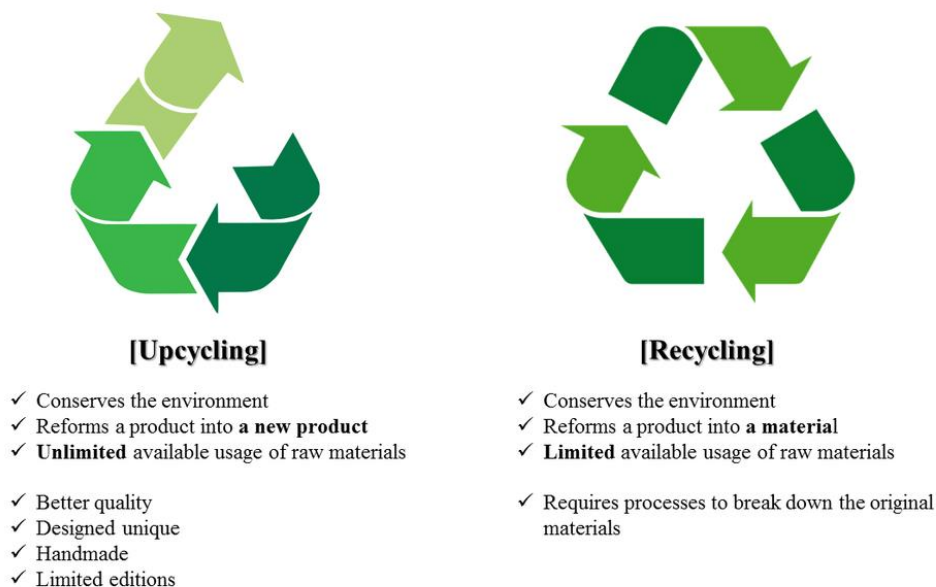 [Upcycling]
✓ Conserves the environment
✓ Reforms a product into a new product
✓ Unlimited available usage of raw materials
✓ Better quality
✓ Designed unique
✓ Handmade
✓ Limited editions
[Recycling]
✓ Conserves the environment
✓ Reforms a product into a material
✓ Limited available usage of raw materials
✓ Requires processes to break down the original
materials